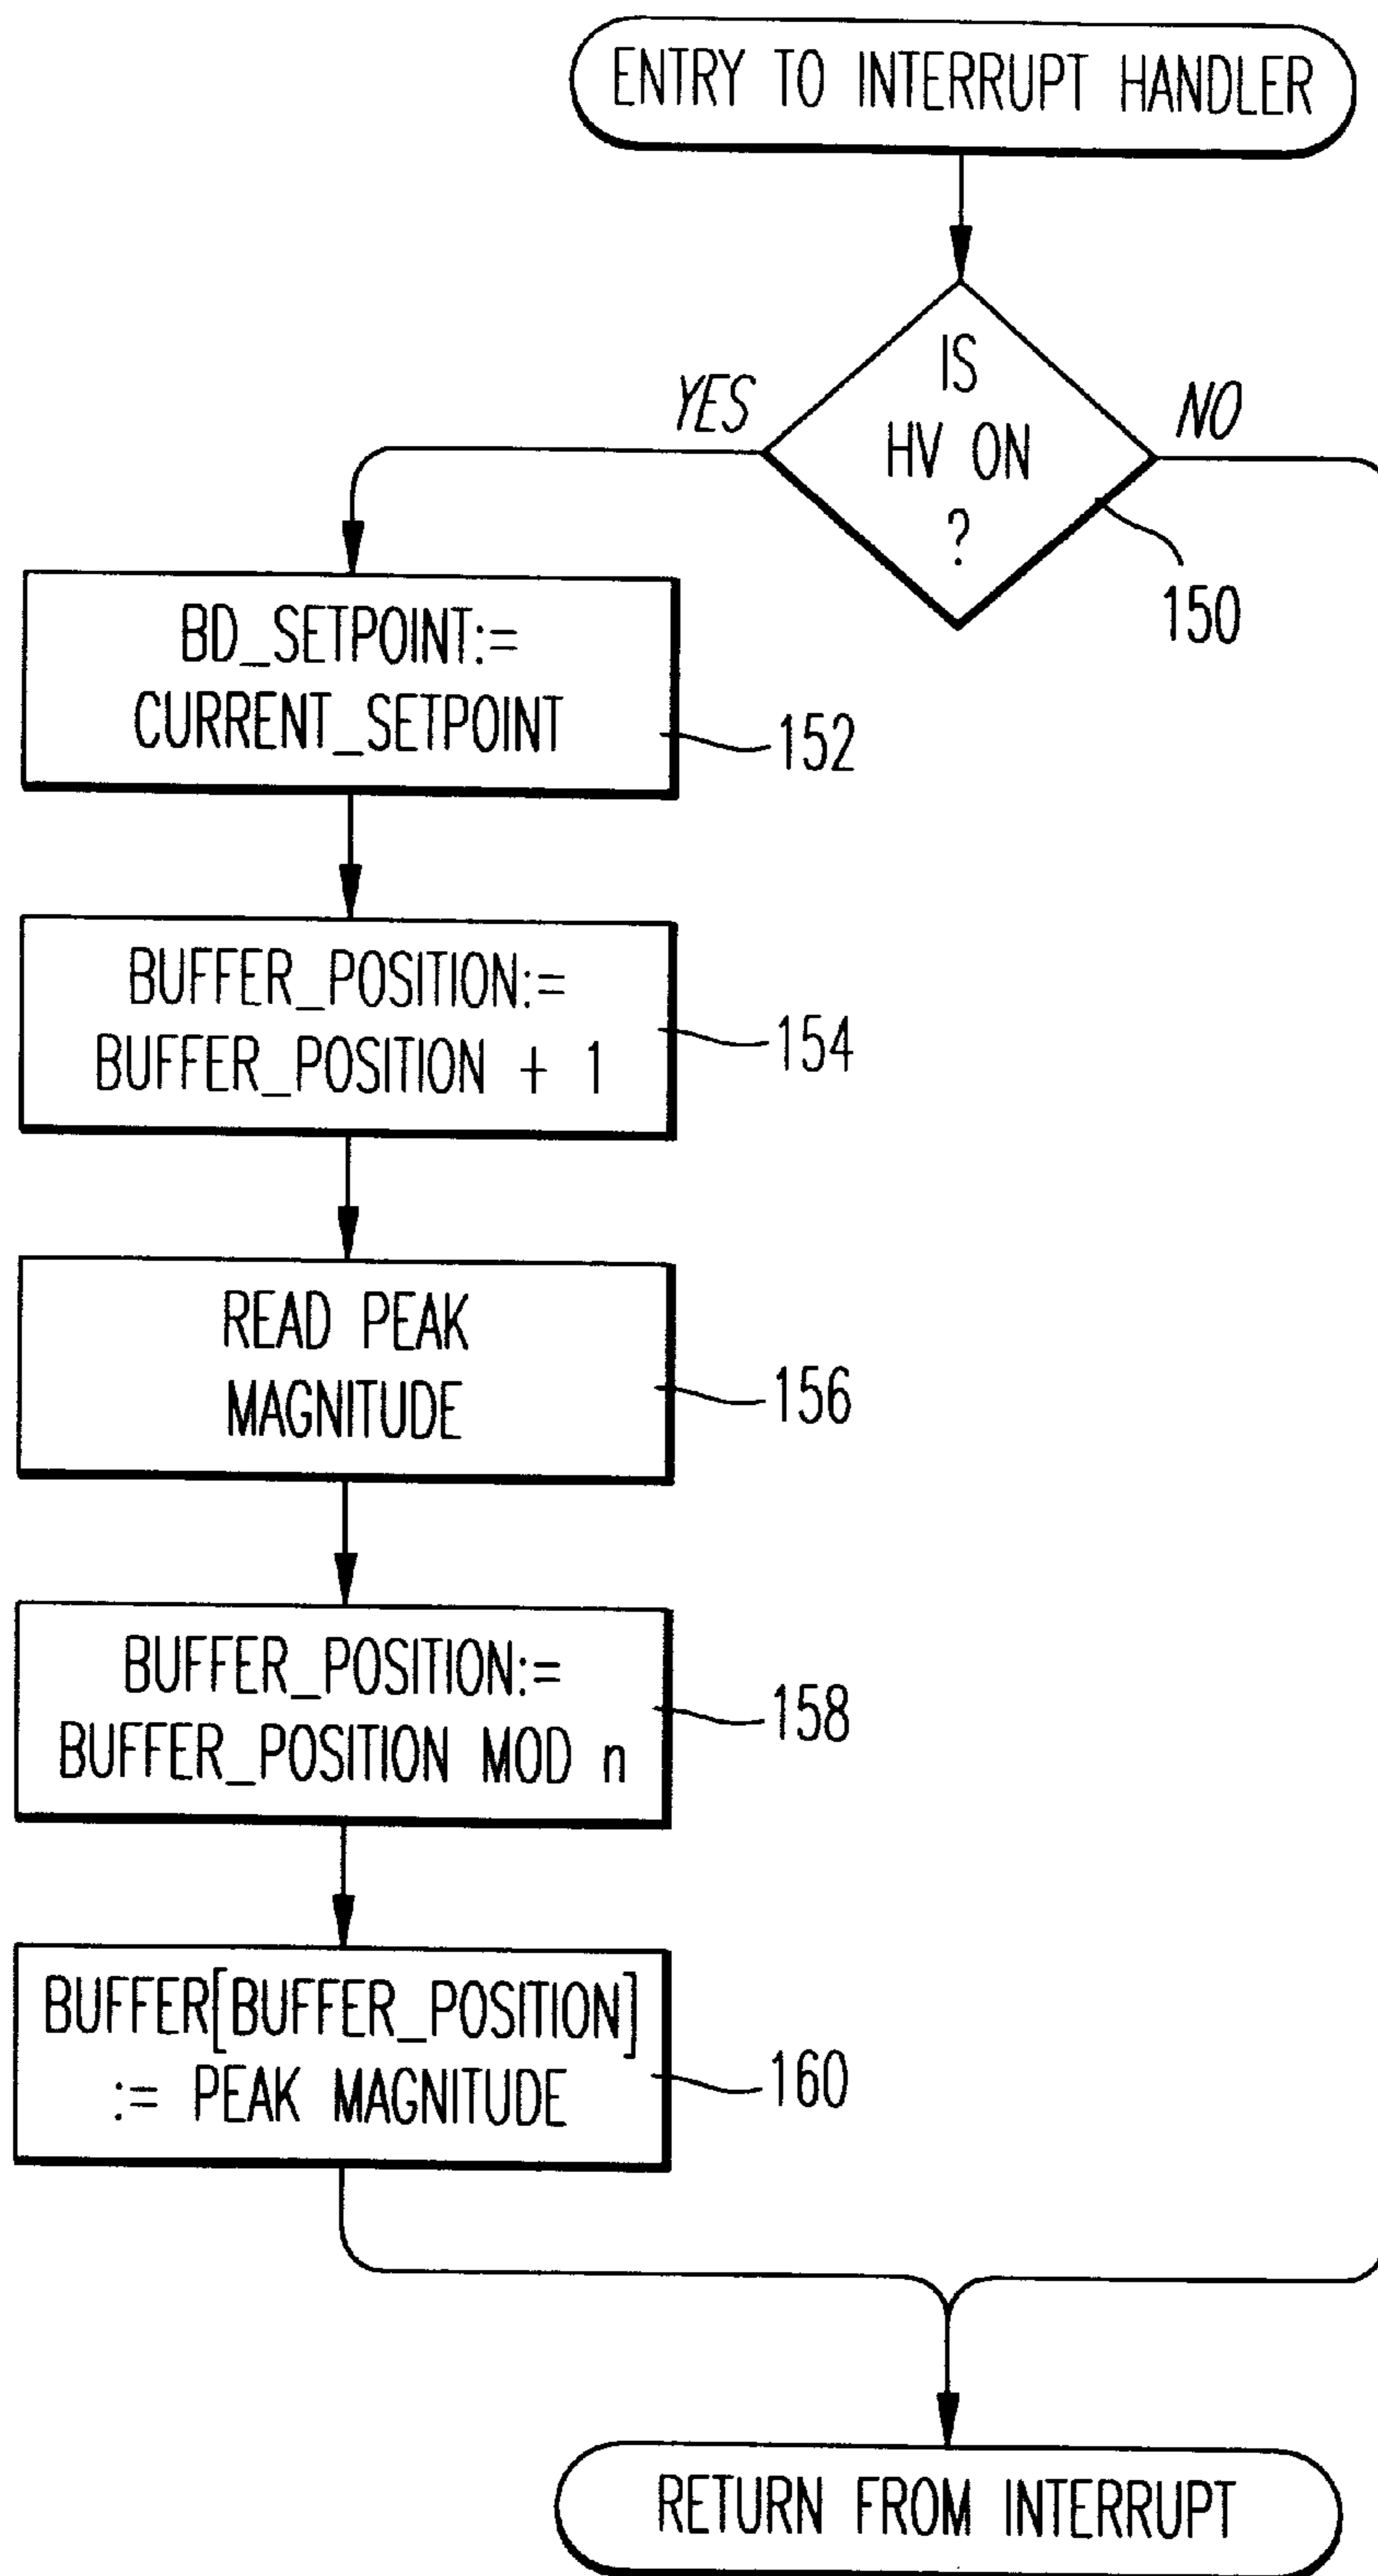 ENTRY TO INTERRUPT HANDLER
IS
HV ON
?
YES
NO
150
BD_SETPOINT:=
CURRENT_SETPOINT
152
BUFFER_POSITION:=
BUFFER_POSITION + 1
154
READ PEAK
MAGNITUDE
156
BUFFER_POSITION:=
BUFFER_POSITION MOD n
158
BUFFER[BUFFER_POSITION]
:= PEAK MAGNITUDE
160
RETURN FROM INTERRUPT